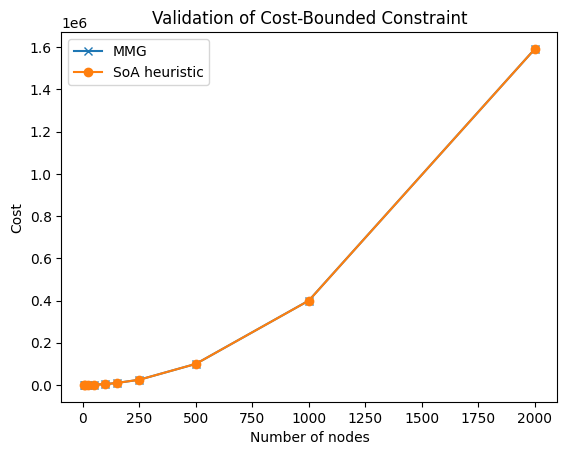 Validation of Cost-Bounded Constraint
1e6
MMG
SoA heuristic
1.6
1.4
1.2
1.0
0.8
0.6
0.4
0.2
0.0
Cost
0 250 500 750 1000 1250 1500 1750 2000
Number of nodes